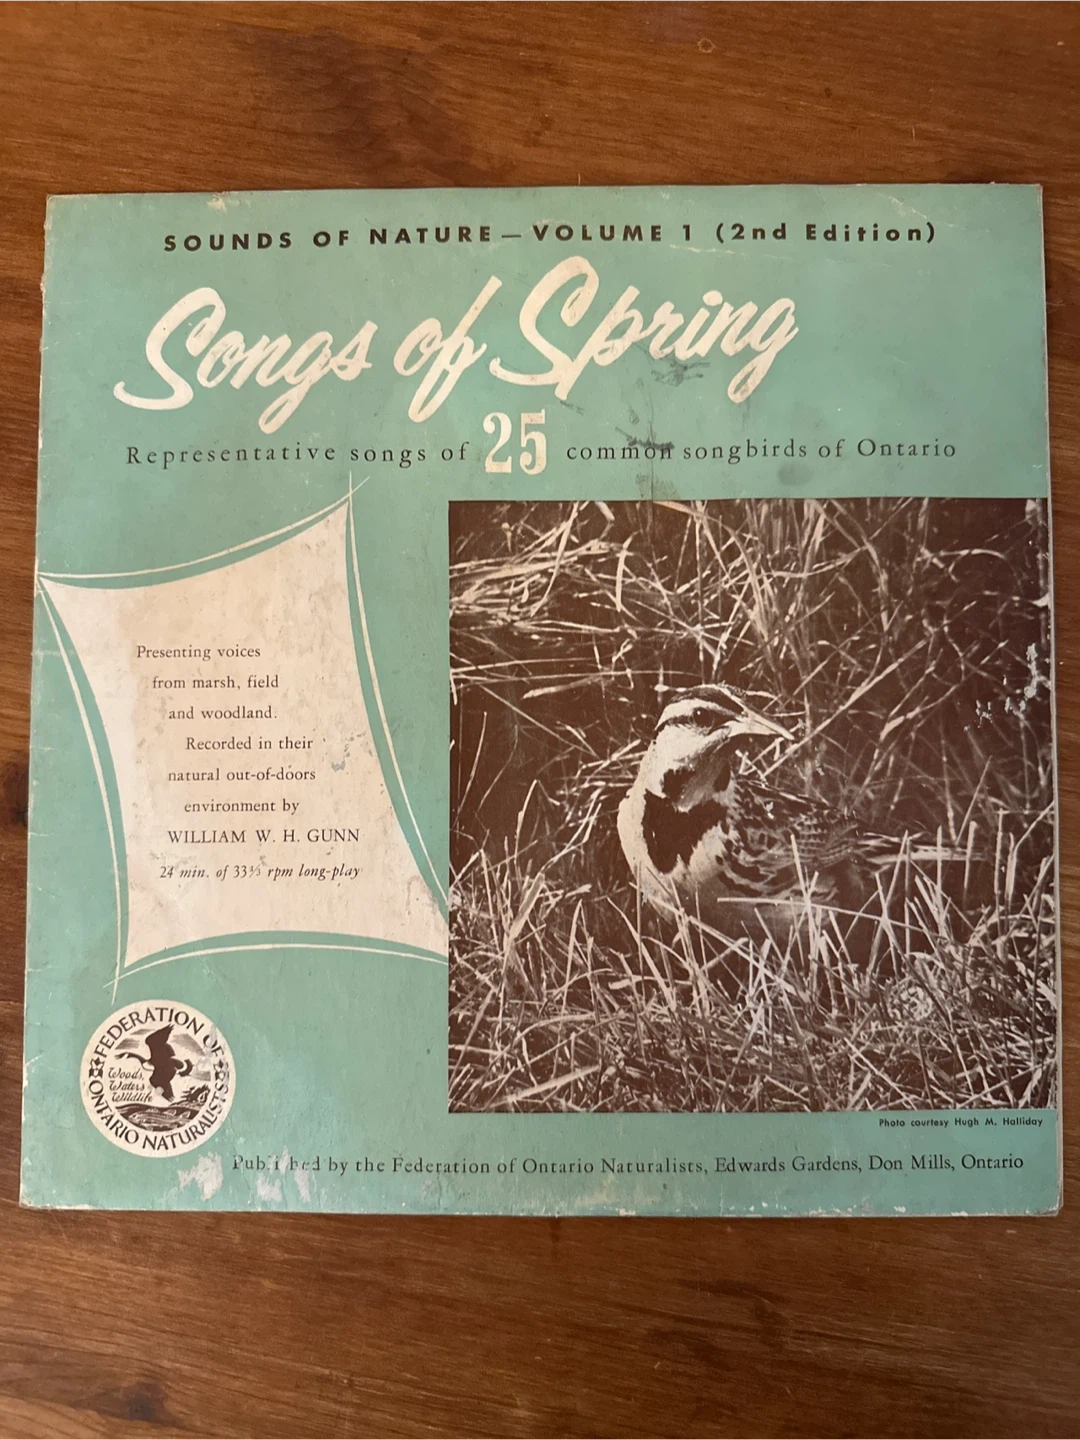 SOUNDS OF NATURE — VOLUME 1 (2nd Edition)
Songs of Spring
Representative songs of 25 common songbirds of Ontario
Presenting voices
from marsh, field
and woodland.
Recorded in their
natural out-of-doors
environment by
WILLIAM W. H. GUNN
24 min. of 33⅓ rpm long-play
FEDERATION OF ONTARIO NATURALISTS
Woods,
Waters
Wildlife
Photo courtesy Hugh M. Halliday
Published by the Federation of Ontario Naturalists, Edwards Gardens, Don Mills, Ontario